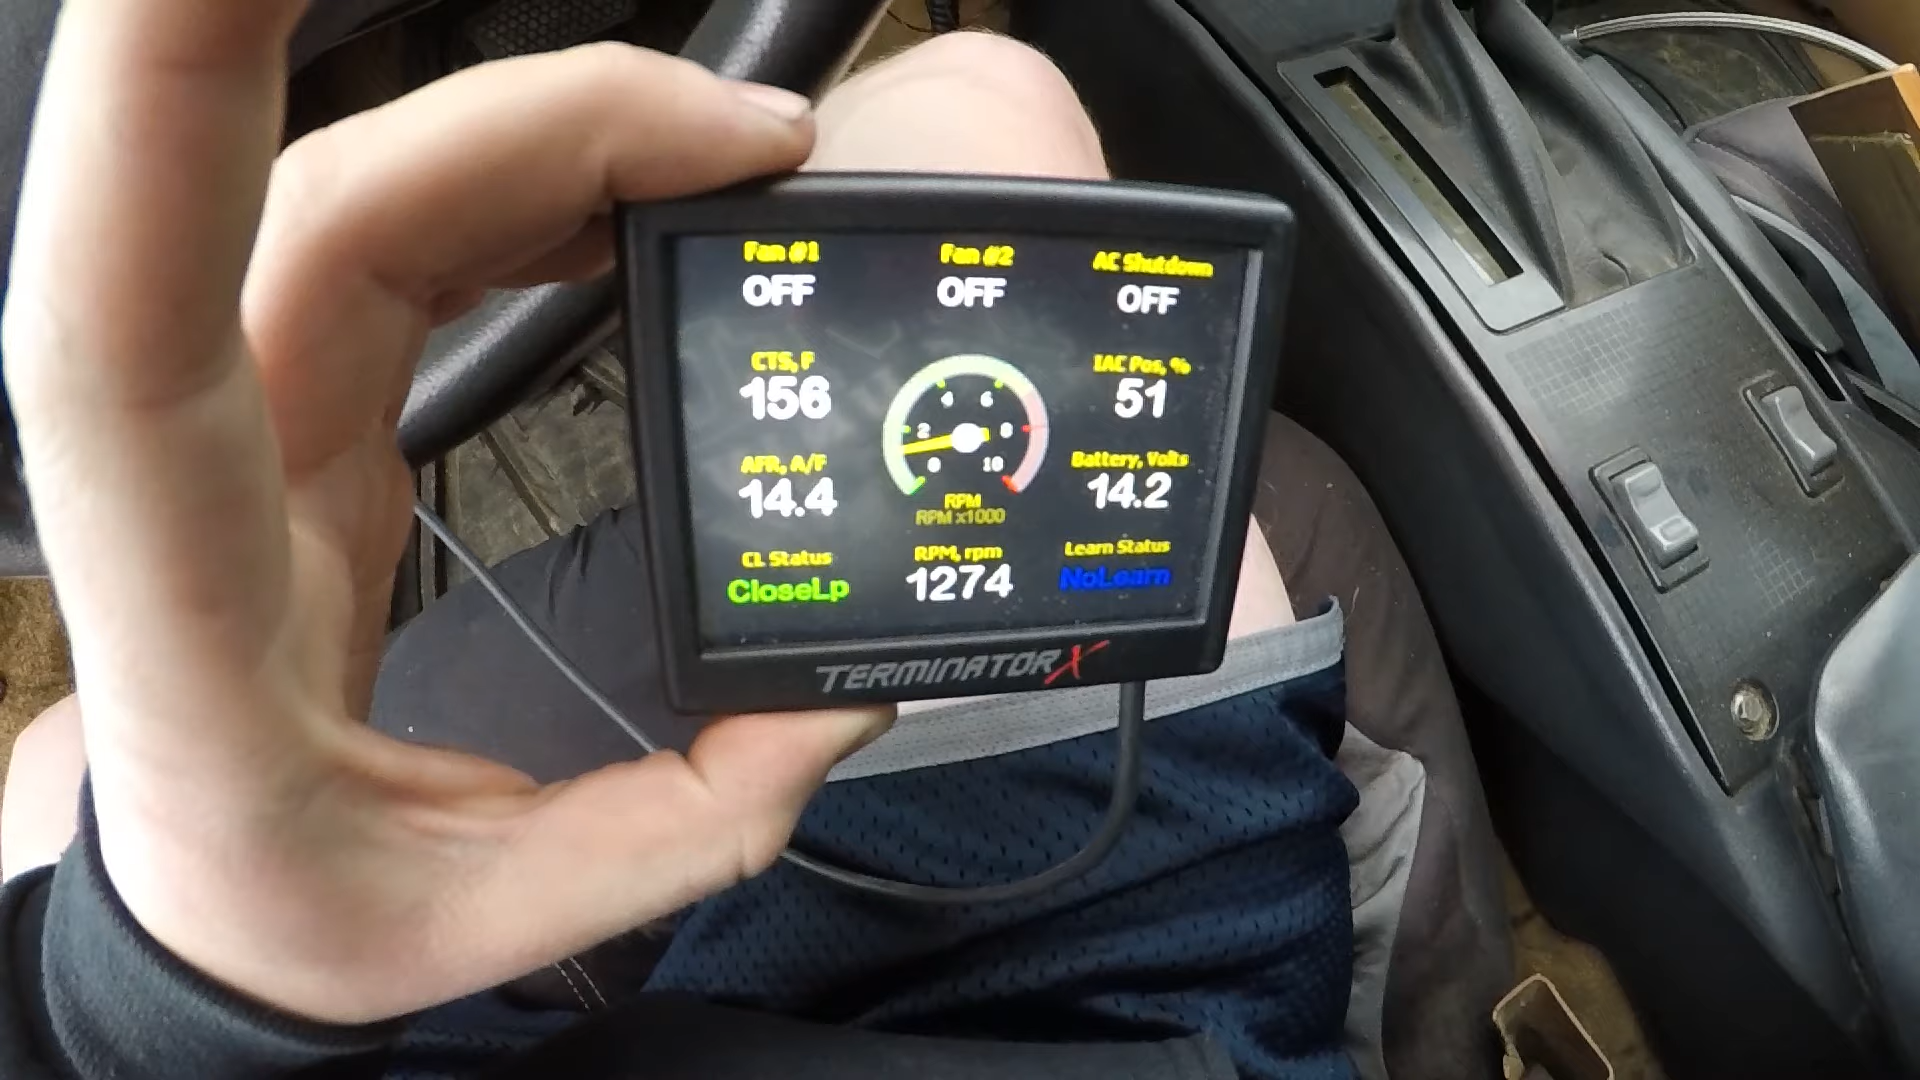 Fan #1 Fan #2 AC Shutdown
OFF OFF OFF
CTS, F IAC Pos, %
156 51
4 6
2 8
0 10
AFR, A/F Battery, Volts
14.4 14.2
RPM
RPM x1000
CL Status RPM, rpm Learn Status
CloseLp 1274 NoLearn
TERMINATOR X